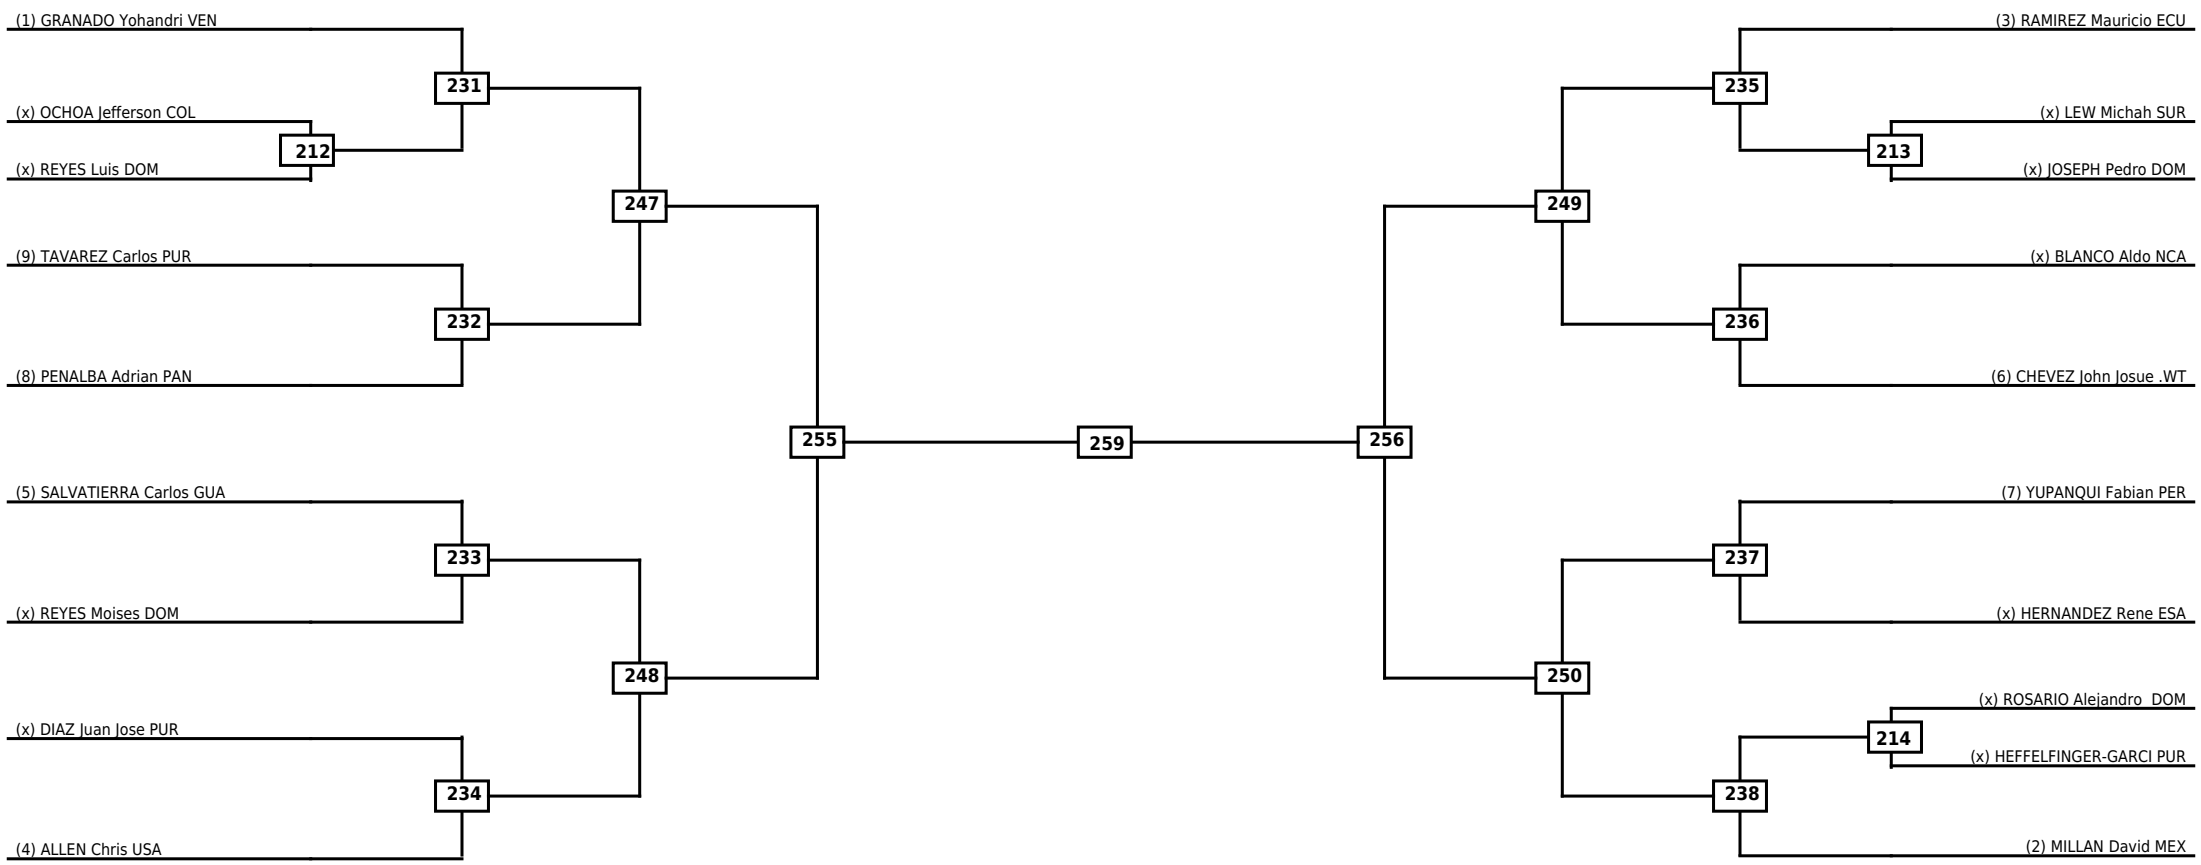 (1) GRANADO Yohandri VEN
(3) RAMIREZ Mauricio ECU
231
235
(x) OCHOA Jefferson COL
(x) LEW Michah SUR
212
213
(x) REYES Luis DOM
(x) JOSEPH Pedro DOM
247
249
(9) TAVAREZ Carlos PUR
(x) BLANCO Aldo NCA
232
236
(8) PENALBA Adrian PAN
(6) CHEVEZ John Josue .WT
255
259
256
(5) SALVATIERRA Carlos GUA
(7) YUPANQUI Fabian PER
233
237
(x) REYES Moises DOM
(x) HERNANDEZ Rene ESA
248
250
(x) ROSARIO Alejandro  DOM
(x) DIAZ Juan Jose PUR
214
(x) HEFFELFINGER-GARCI PUR
234
238
(4) ALLEN Chris USA
(2) MILLAN David MEX